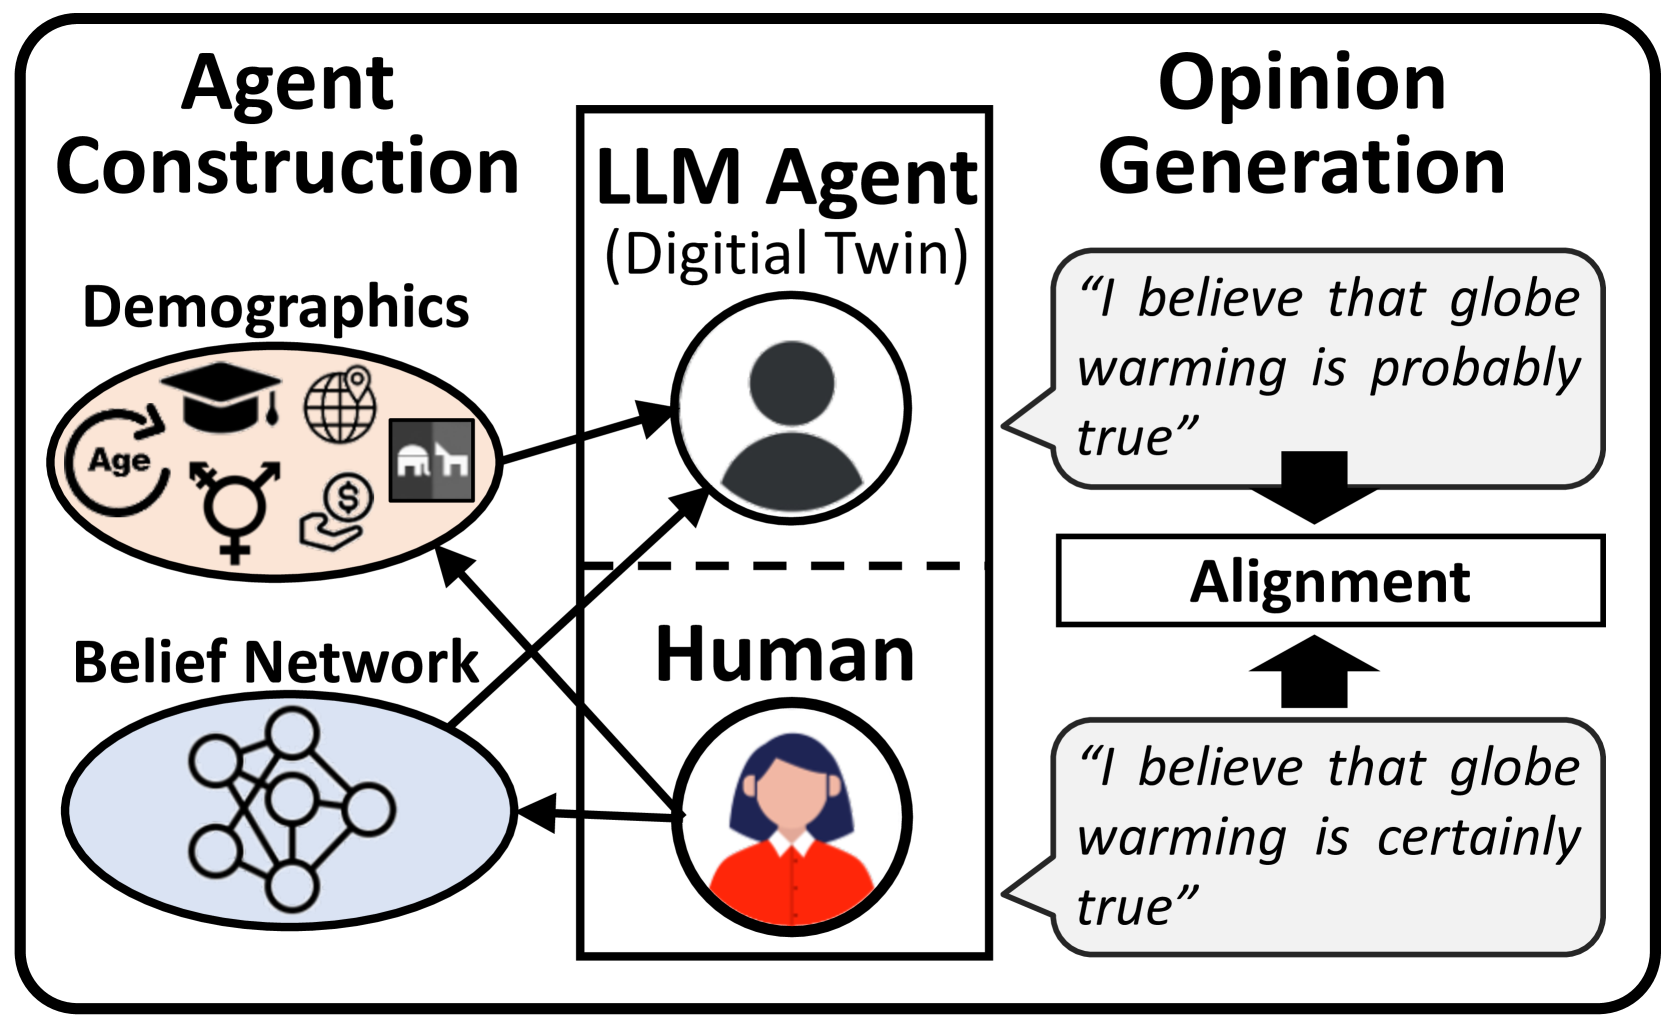 Agent
Construction
Demographics
Age
$
Belief Network
LLM Agent
(Digitial Twin)
Human
Opinion
Generation
“I believe that globe
warming is probably
true”
Alignment
“I believe that globe
warming is certainly
true”